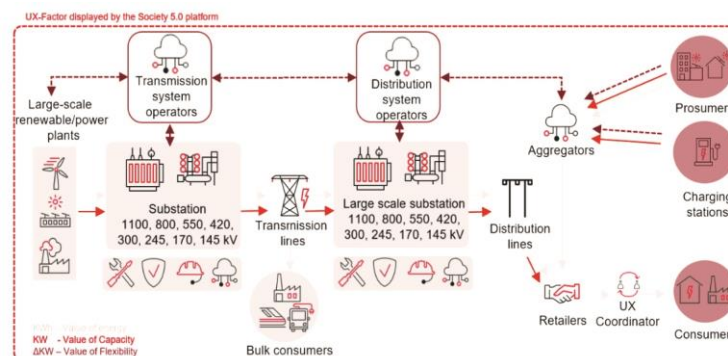 UX-Factor displayed by the Society 5.0 platform
Transmission
system
operators
Distribution
system
operators
Large-scale
renewable/power
plants
Prosumer
Aggregators
Substation
1100, 800, 550, 420,
300, 245, 170, 145 kV
Transmission
lines
Large scale substation
1100, 800, 550, 420,
300, 245, 170, 145 kV
Distribution
lines
Charging
stations
Bulk consumers
Retailers
UX
Coordinator
Consumer
KW - Value of Capacity
ΔKW – Value of Flexibility